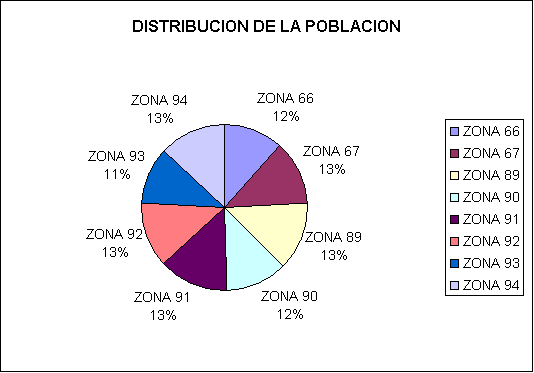 DISTRIBUCION DE LA POBLACION
ZONA 66
12%
ZONA 67
13%
ZONA 89
13%
ZONA 90
12%
ZONA 91
13%
ZONA 92
13%
ZONA 93
11%
ZONA 94
13%
ZONA 66
ZONA 67
ZONA 89
ZONA 90
ZONA 91
ZONA 92
ZONA 93
ZONA 94